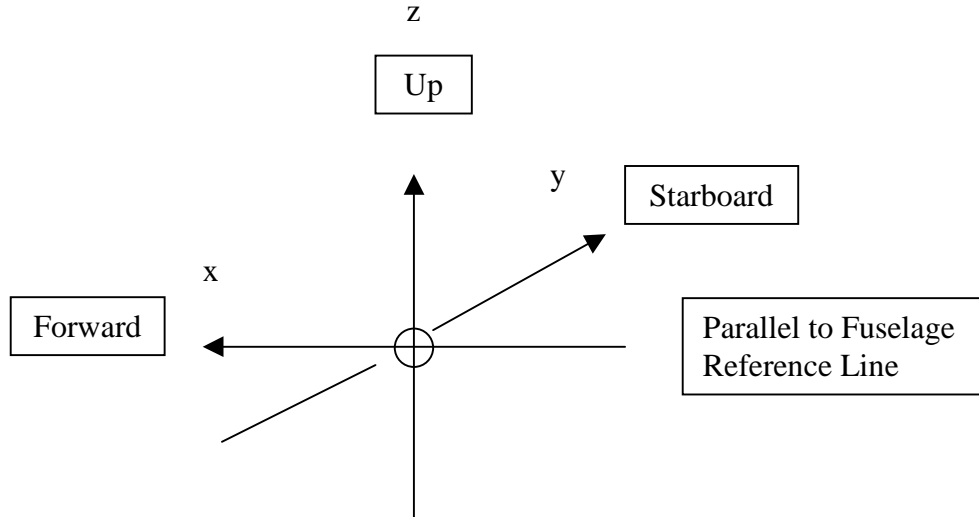 z
Up
y
Starboard
x
Forward
Parallel to Fuselage
Reference Line